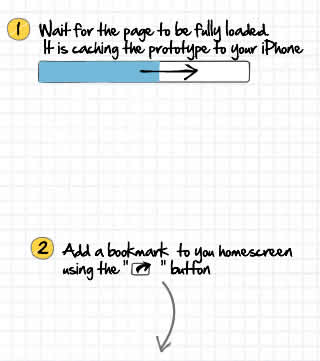 1 Wait for the page to be fully loaded.
It is caching the prototype to your iPhone
2 Add a bookmark to you homescreen
using the " " button